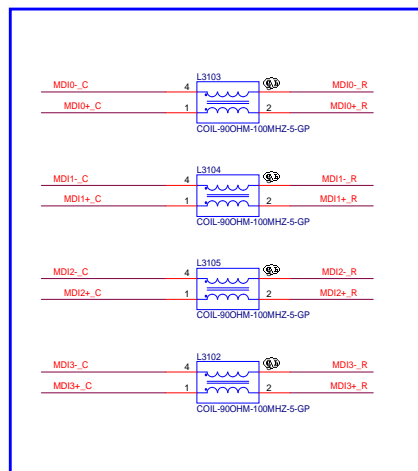 L3103
MDI0-_C 4 MDI0-_R
MDI0+_C 1 2 MDI0+_R
COIL-90OHM-100MHZ-5-GP
L3104
MDI1-_C 4 MDI1-_R
MDI1+_C 1 2 MDI1+_R
COIL-90OHM-100MHZ-5-GP
L3105
MDI2-_C 4 MDI2-_R
MDI2+_C 1 2 MDI2+_R
COIL-90OHM-100MHZ-5-GP
L3102
MDI3-_C 4 MDI3-_R
MDI3+_C 1 2 MDI3+_R
COIL-90OHM-100MHZ-5-GP